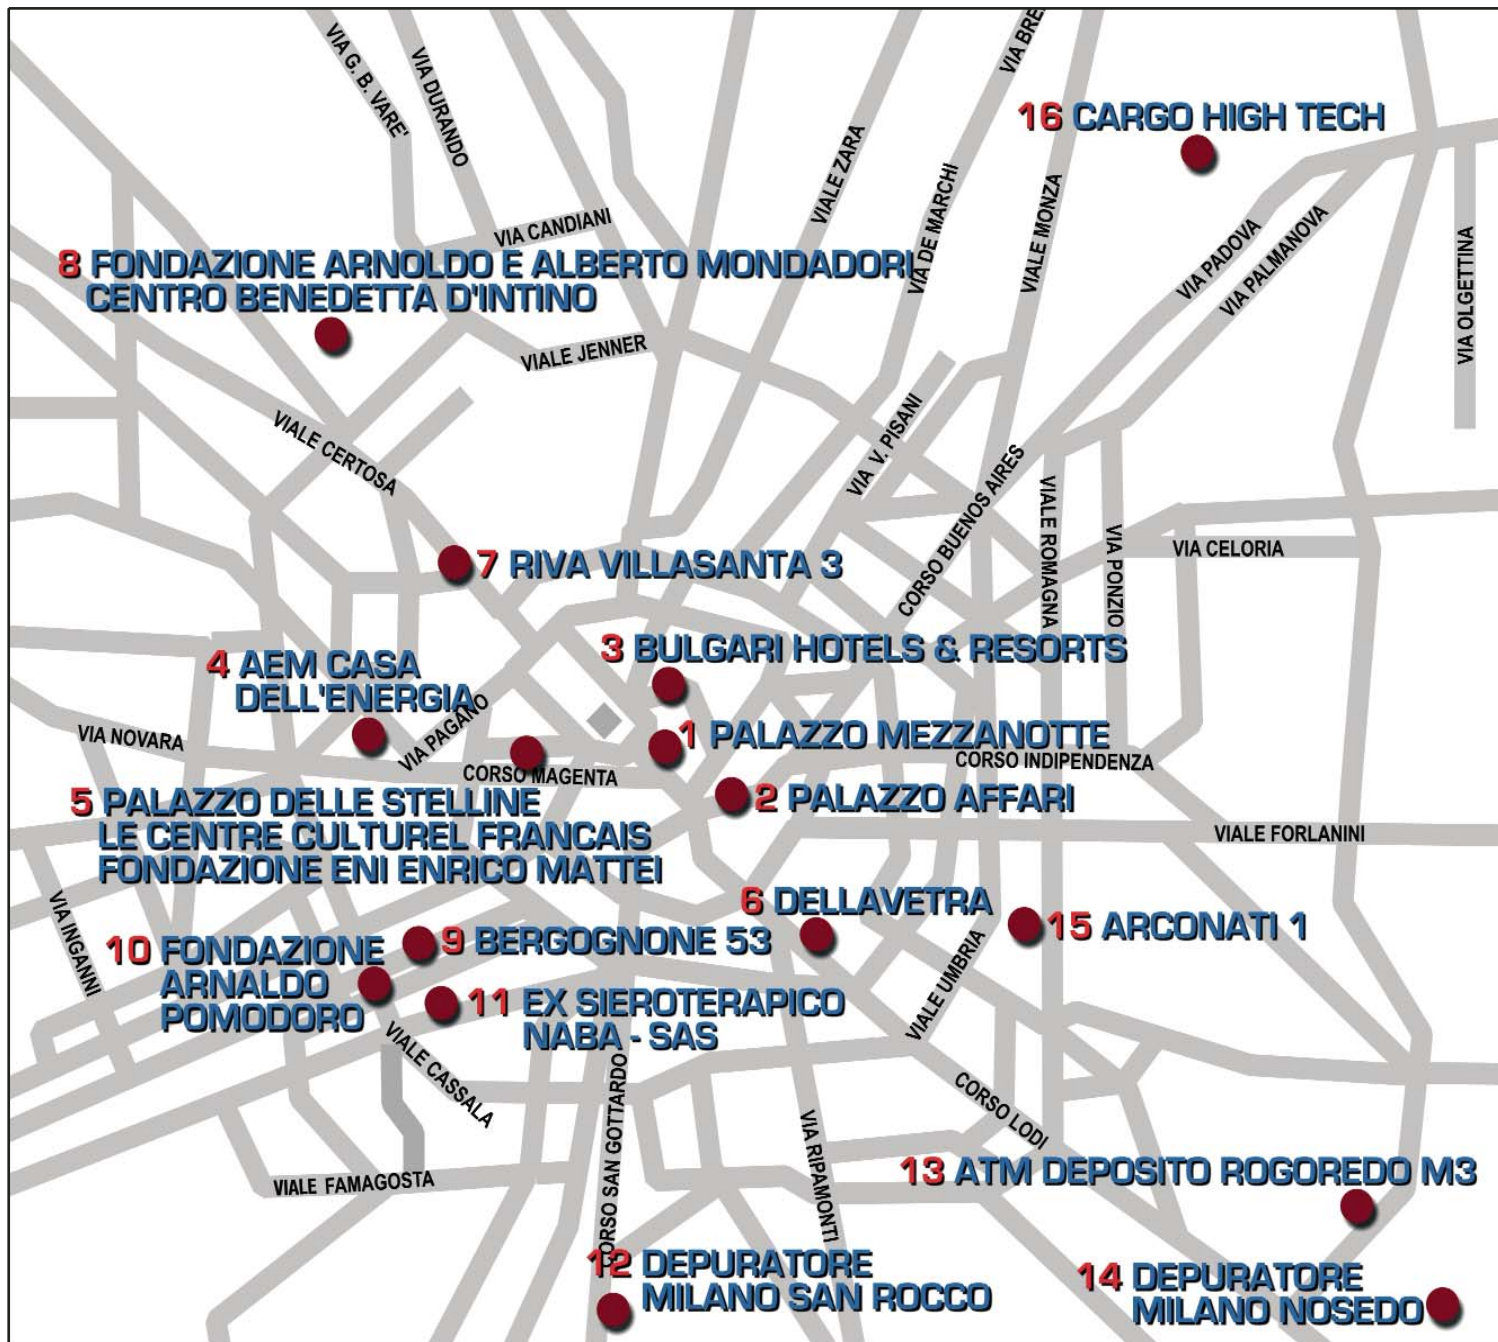 VIA G. B. VARE'
VIA DURANDO
VIA BRE
16 CARGO HIGH TECH
VIALE ZARA
VIA DE MARCHI
VIALE MONZA
VIA CANDIANI
VIA PADOVA
VIA PALMANOVA
VIA OLGETTINA
8 FONDAZIONE ARNOLDO E ALBERTO MONDADORI
CENTRO BENEDETTA D'INTINO
VIALE JENNER
VIALE CERTOSA
VIA V. PISANI
CORSO BUENOS AIRES
VIALE ROMAGNA
VIA PONZIO
VIA CELORIA
7 RIVA VILLASANTA 3
3 BULGARI HOTELS & RESORTS
4 AEM CASA
DELL'ENERGIA
VIA PAGANO
VIA NOVARA
1 PALAZZO MEZZANOTTE
CORSO INDIPENDENZA
CORSO MAGENTA
2 PALAZZO AFFARI
5 PALAZZO DELLE STELLINE
LE CENTRE CULTUREL FRANCAIS
FONDAZIONE ENI ENRICO MATTEI
VIALE FORLANINI
6 DELLAVETRA
15 ARCONATI 1
VIA INGANNI
9 BERGOGNONE 53
10 FONDAZIONE
ARNALDO
POMODORO
VIALE UMBRIA
11 EX SIEROTERAPICO
NABA - SAS
VIALE CASSALA
CORSO SAN GOTTARDO
CORSO LODI
VIA RIPAMONTI
13 ATM DEPOSITO ROGOREDO M3
VIALE FAMAGOSTA
12 DEPURATORE
MILANO SAN ROCCO
14 DEPURATORE
MILANO NOSEDO